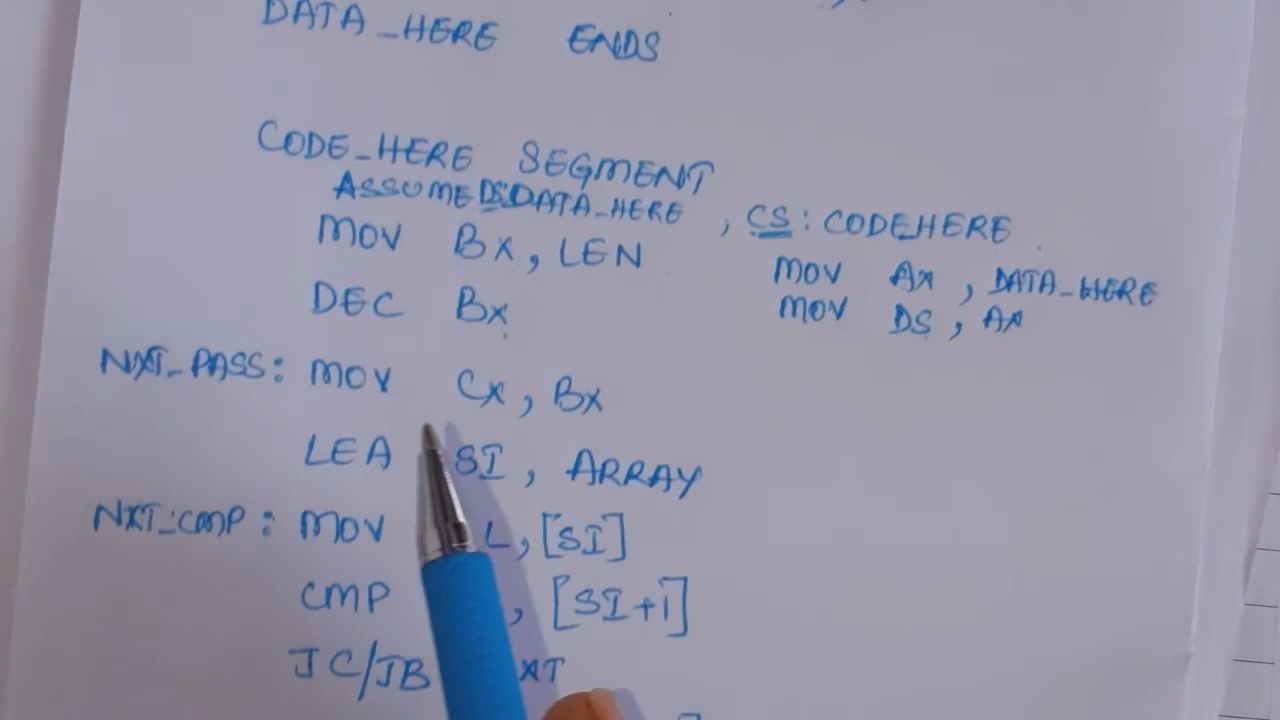 DATA_HERE ENDS
CODE_HERE SEGMENT
ASSUME DS:DATA_HERE , CS : CODEHERE
MOV BX, LEN
MOV AX , DATA_HERE
DEC BX
MOV DS , AX
NXT_PASS: MOV CX, BX
LEA SI, ARRAY
NXT_CMP: MOV L, [SI]
CMP , [SI+1]
JC/JB XT